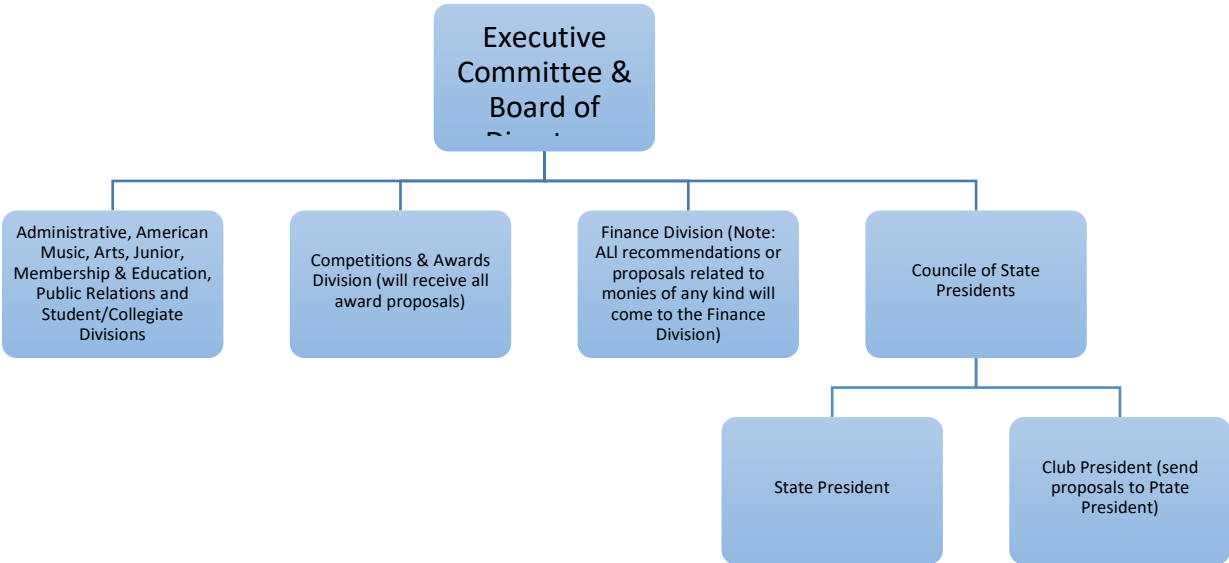 Executive
Committee &
Board of
Administrative, American
Music, Arts, Junior,
Membership & Education,
Public Relations and
Student/Collegiate
Divisions
Competitions & Awards
Division (will receive all
award proposals)
Finance Division (Note:
ALl recommendations or
proposals related to
monies of any kind will
come to the Finance
Division)
Councile of State
Presidents
State President
Club President (send
proposals to Ptate
President)